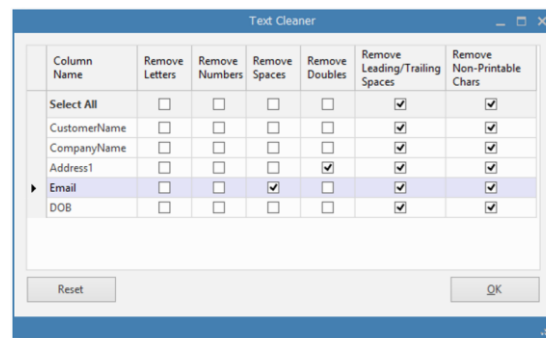 Text Cleaner
Column Name
Remove Letters
Remove Numbers
Remove Spaces
Remove Doubles
Remove Leading/Trailing Spaces
Remove Non-Printable Chars
Select All
CustomerName
CompanyName
Address1
Email
DOB
Reset
OK